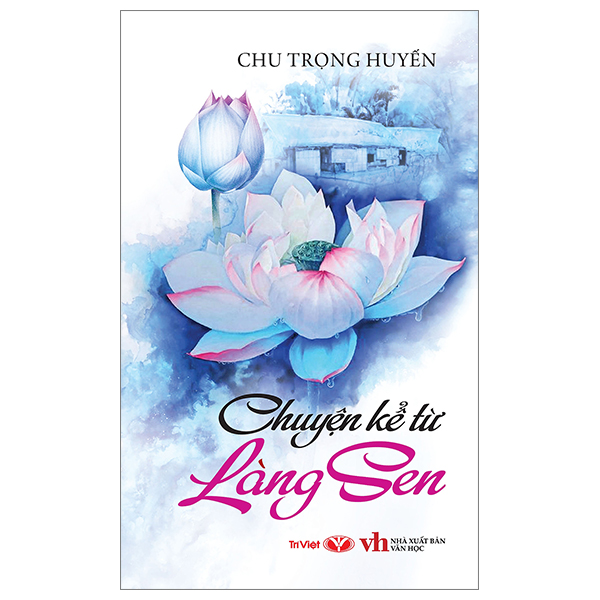 CHU TRỌNG HUYẾN
Chuyện kể từ
Làng Sen
Trí Việt
vh
NHÀ XUẤT BẢN
VĂN HỌC